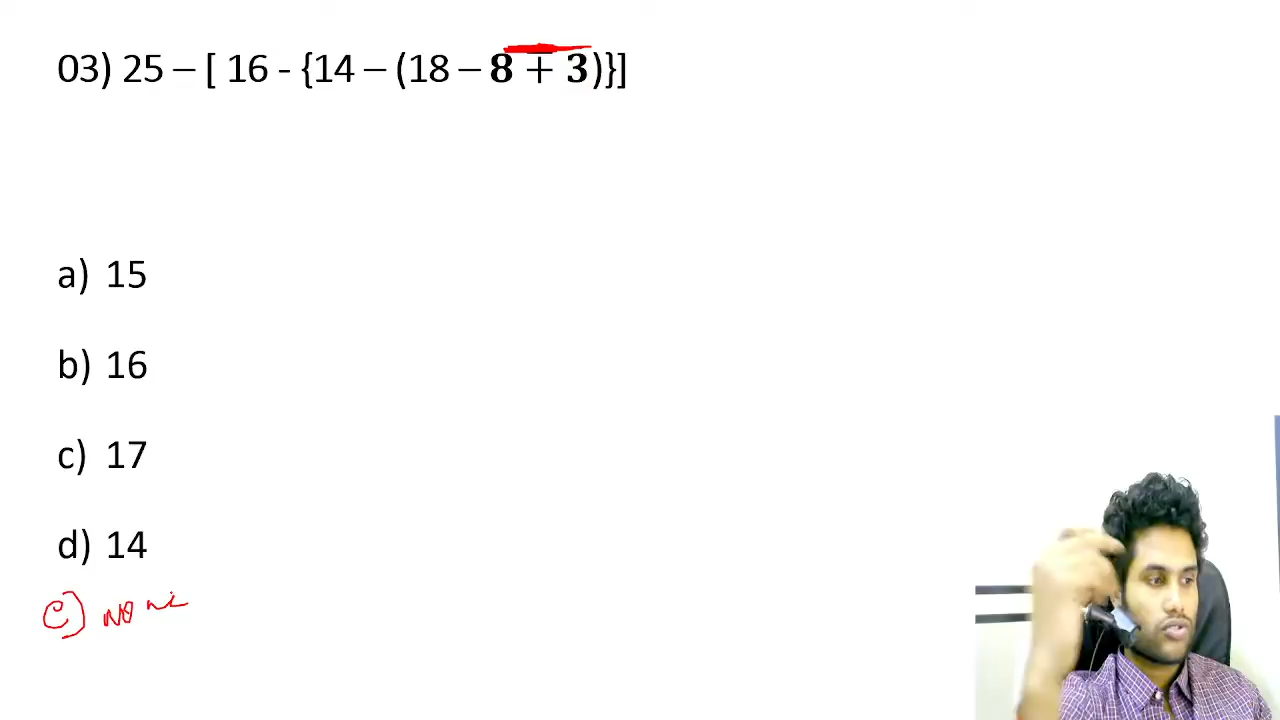 03) 25 – [ 16 - {14 – (18 – 8 + 3)}]
a) 15
b) 16
c) 17
d) 14
e) none